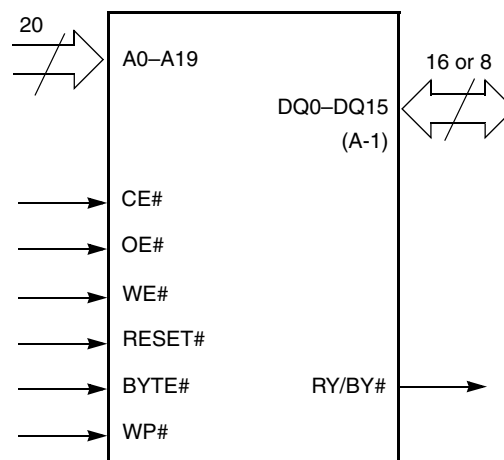 20
A0–A19
16 or 8
DQ0–DQ15
(A-1)
CE#
OE#
WE#
RESET#
BYTE#
RY/BY#
WP#